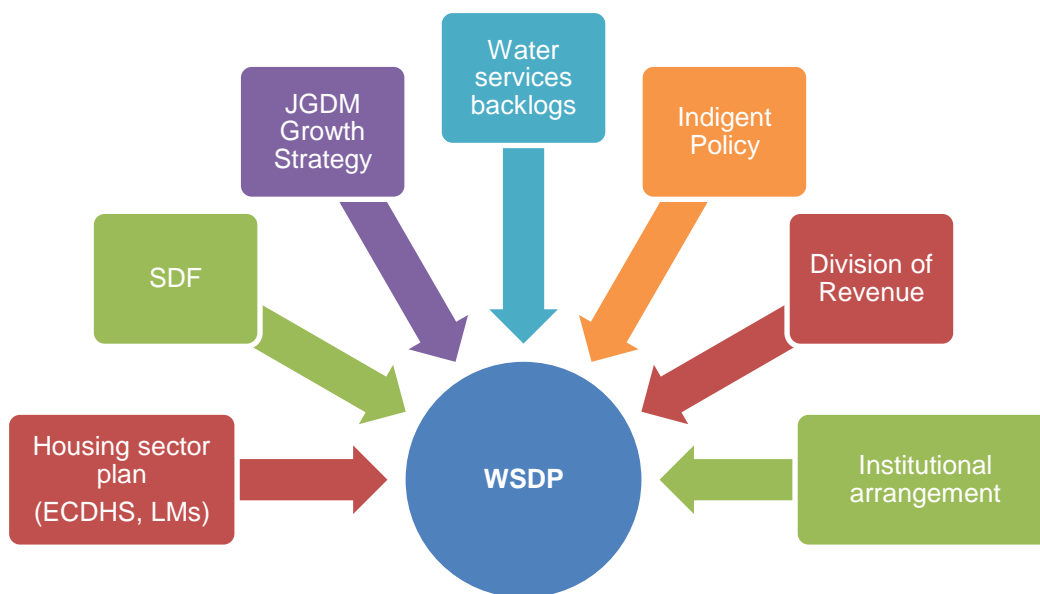 Water
services
backlogs
JGDM
Growth
Strategy
Indigent
Policy
SDF
Division of
Revenue
Housing sector
plan
(ECDHS, LMs)
WSDP
Institutional
arrangement